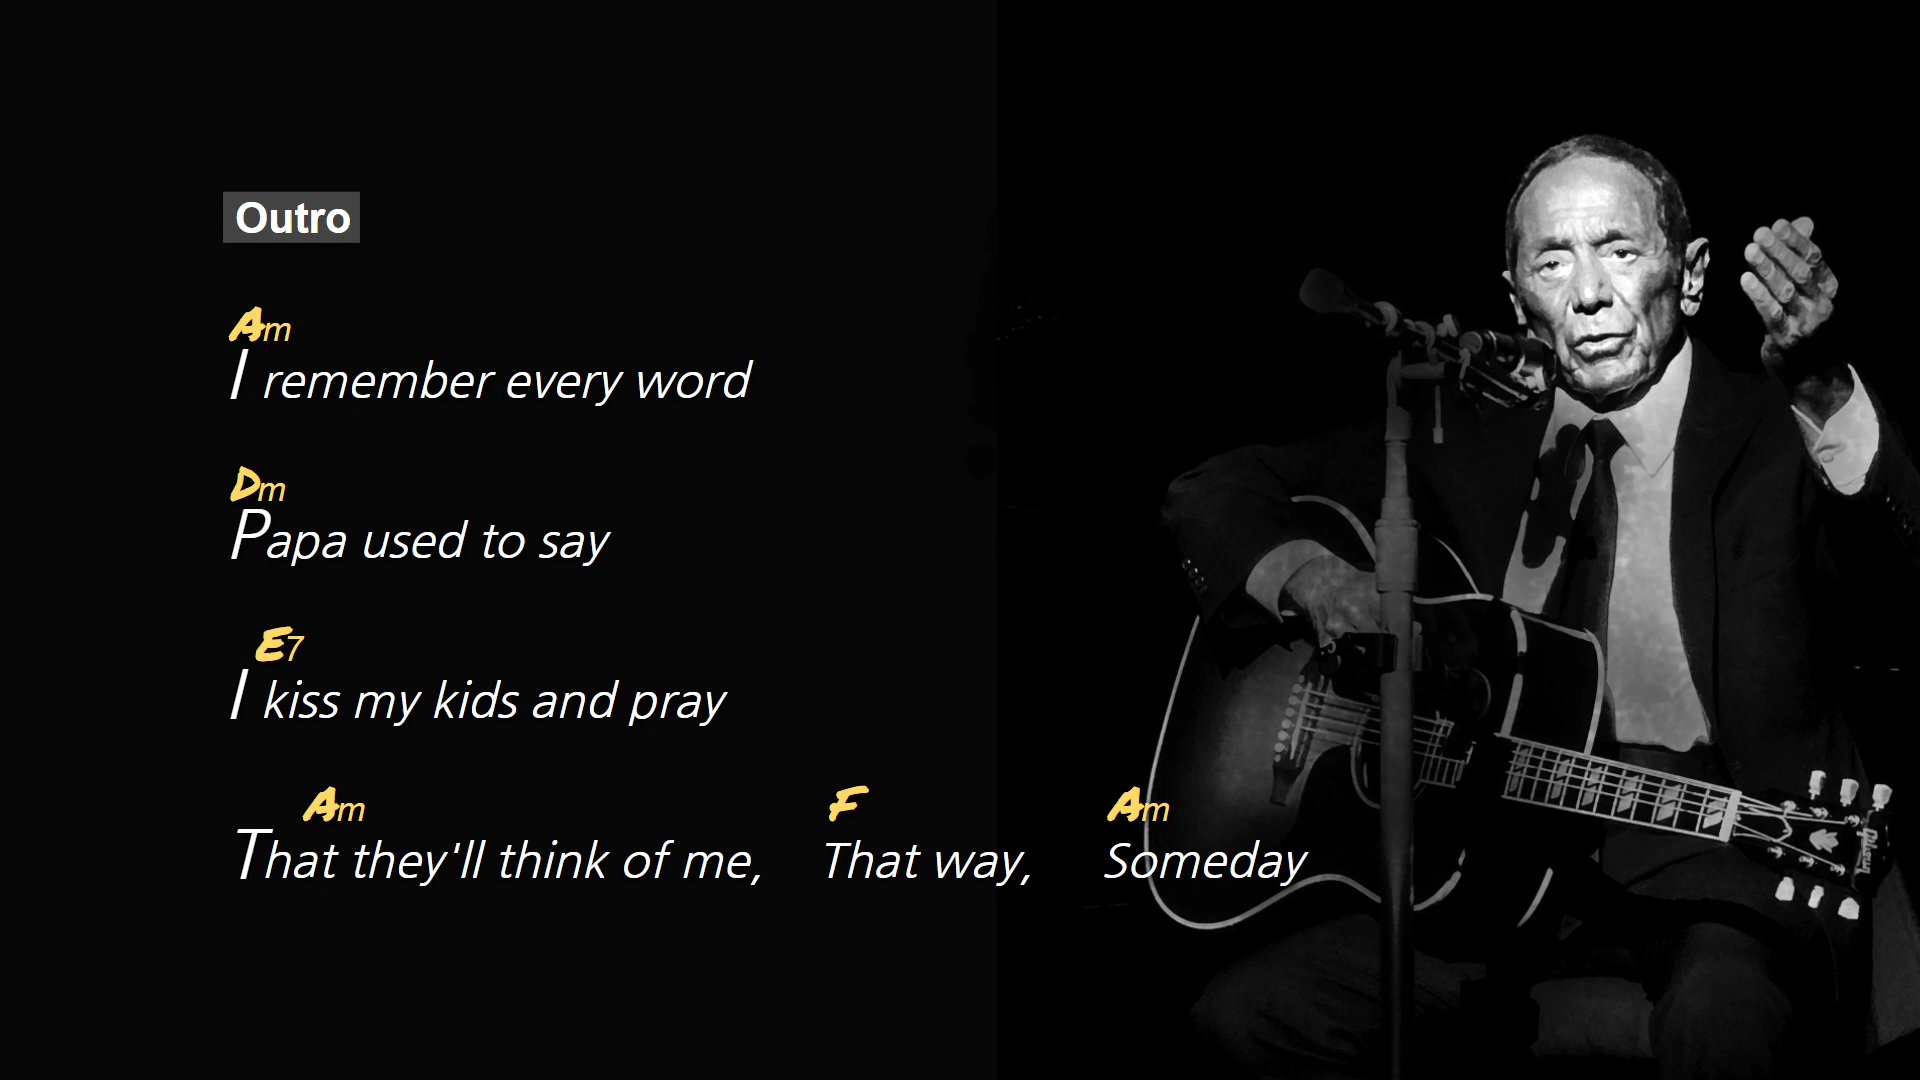 Outro
Am
I remember every word
Dm
Papa used to say
E7
I kiss my kids and pray
Am F Am
That they'll think of me, That way, Someday